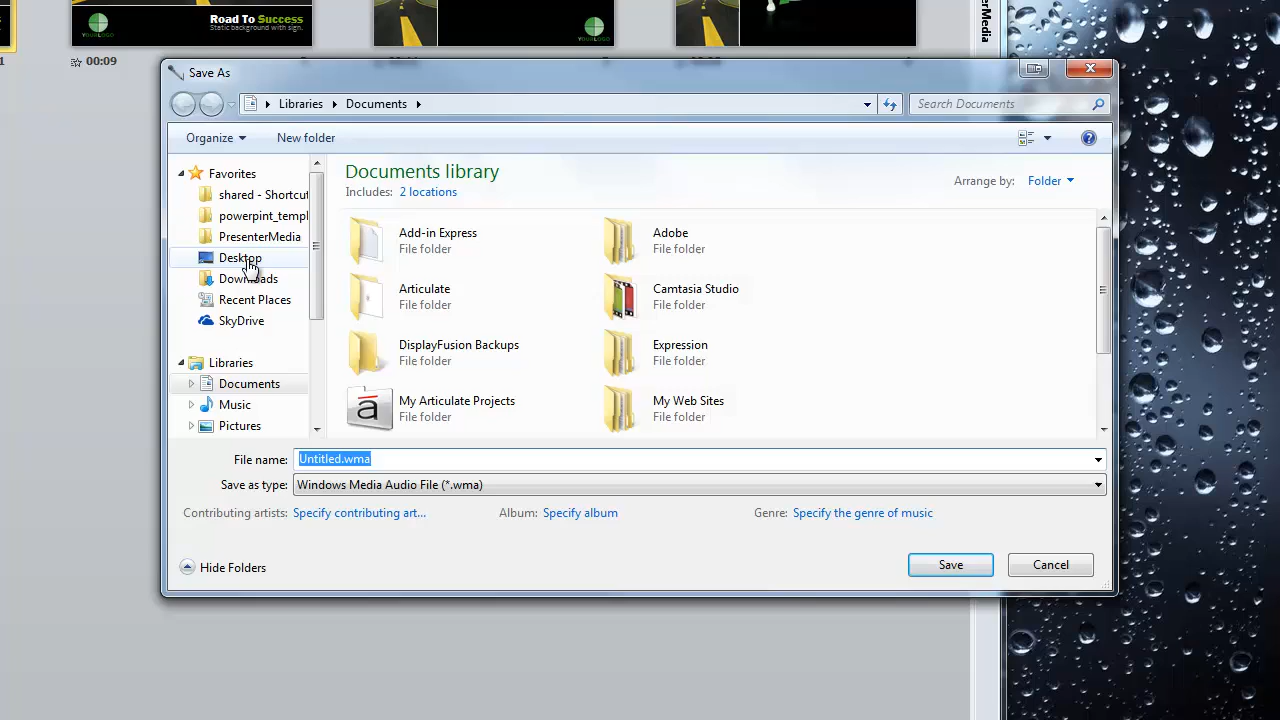 Road To Success
Static background with sign.
YOURLOGO
YOURLOGO
1
00:09
erMedia
Save As
Libraries
Documents
Search Documents
Organize
New folder
Favorites
shared - Shortcut
powerpint_templ
PresenterMedia
Desktop
Downloads
Recent Places
SkyDrive
Libraries
Documents
Music
Pictures
Documents library
Includes: 2 locations
Arrange by: Folder
Add-in Express
File folder
Adobe
File folder
Articulate
File folder
Camtasia Studio
File folder
DisplayFusion Backups
File folder
Expression
File folder
My Articulate Projects
File folder
My Web Sites
File folder
File name: Untitled.wma
Save as type: Windows Media Audio File (*.wma)
Contributing artists: Specify contributing art...
Album: Specify album
Genre: Specify the genre of music
Hide Folders
Save
Cancel